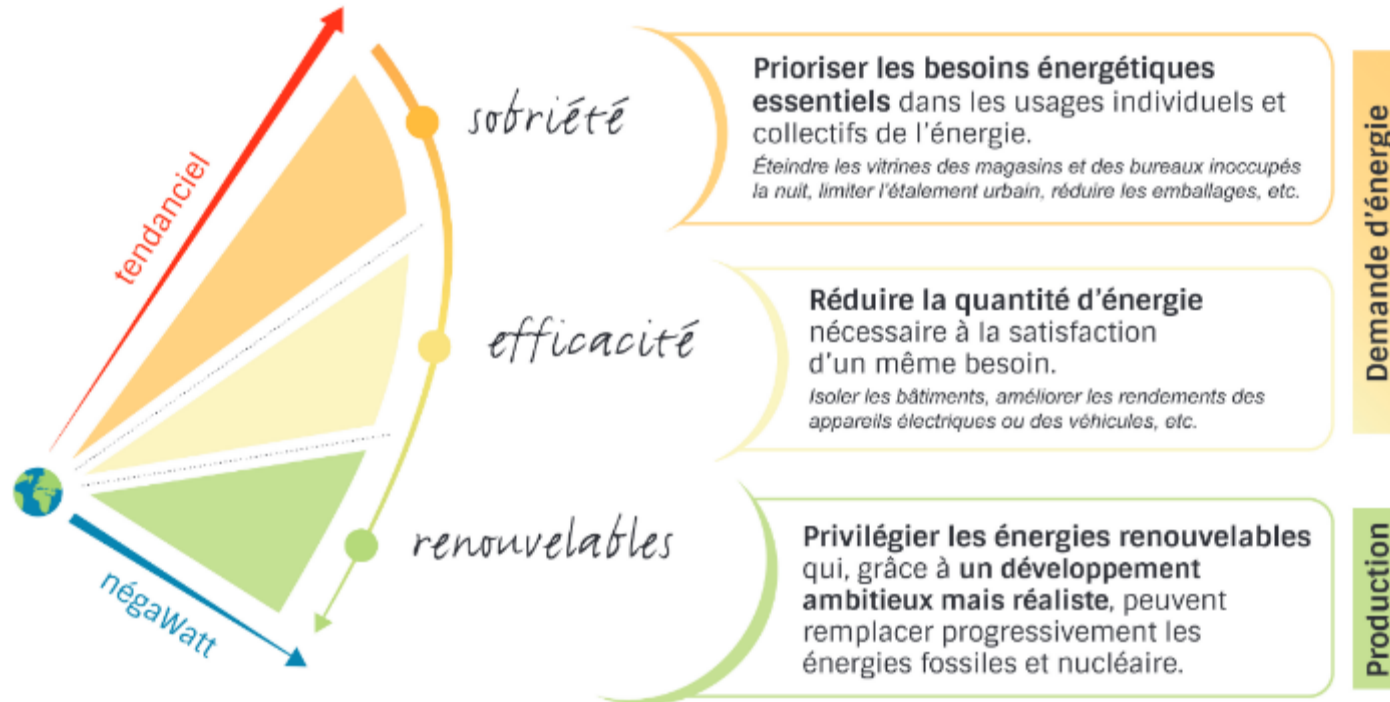 tendanciel
négaWatt
sobriété
Prioriser les besoins énergétiques
essentiels dans les usages individuels et
collectifs de l'énergie.
Éteindre les vitrines des magasins et des bureaux inoccupés
la nuit, limiter l'étalement urbain, réduire les emballages, etc.
efficacité
Réduire la quantité d'énergie
nécessaire à la satisfaction
d'un même besoin.
Isoler les bâtiments, améliorer les rendements des
appareils électriques ou des véhicules, etc.
Demande d'énergie
renouvelables
Privilégier les énergies renouvelables
qui, grâce à un développement
ambitieux mais réaliste, peuvent
remplacer progressivement les
énergies fossiles et nucléaire.
Production